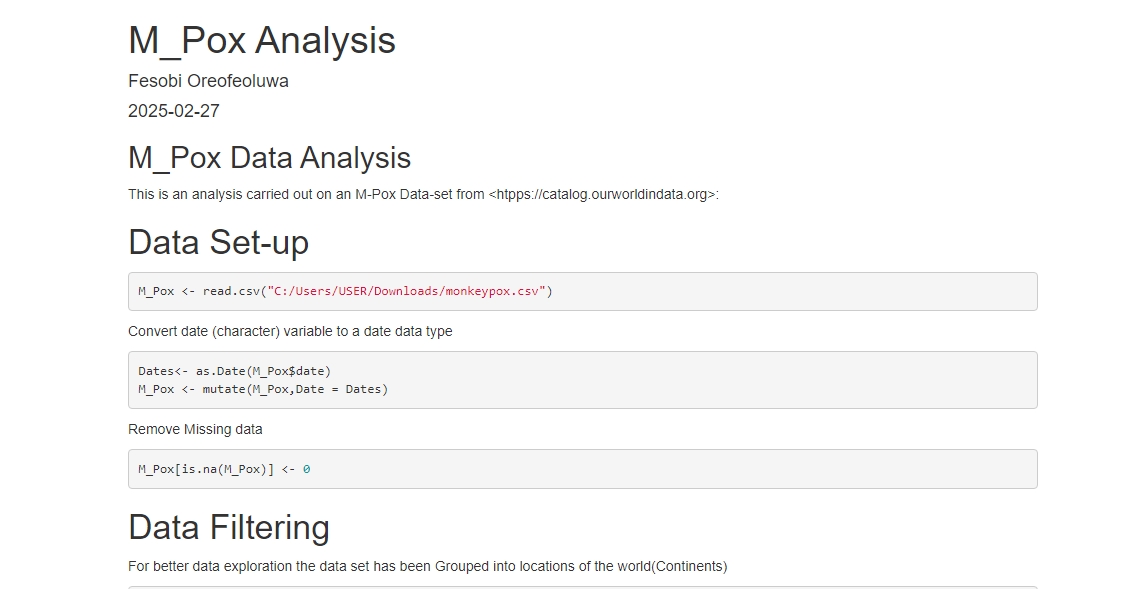 M_Pox Analysis
Fesobi Oreofeoluwa
2025-02-27
M_Pox Data Analysis
This is an analysis carried out on an M-Pox Data-set from <htpps://catalog.ourworldindata.org>:
Data Set-up
M_Pox <- read.csv("C:/Users/USER/Downloads/monkeypox.csv")
Convert date (character) variable to a date data type
Dates<- as.Date(M_Pox$date)
M_Pox <- mutate(M_Pox,Date = Dates)
Remove Missing data
M_Pox[is.na(M_Pox)] <- 0
Data Filtering
For better data exploration the data set has been Grouped into locations of the world(Continents)